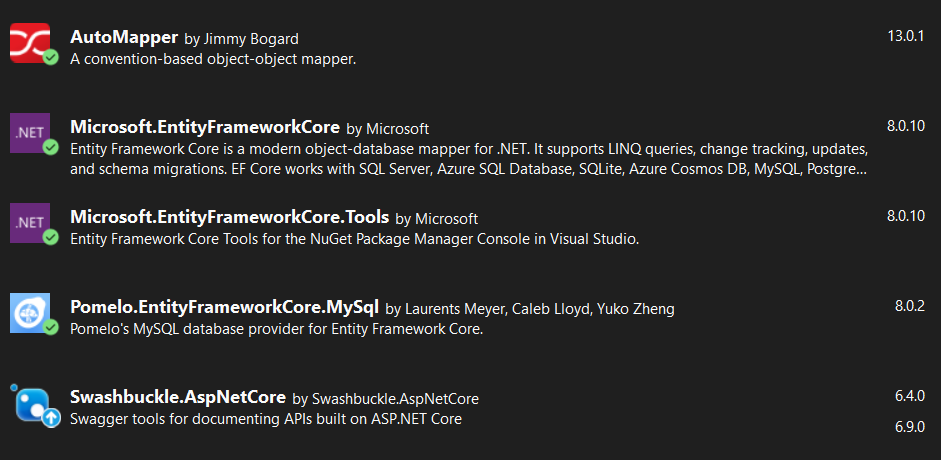 AutoMapper by Jimmy Bogard 13.0.1
A convention-based object-object mapper.
.NET Microsoft.EntityFrameworkCore by Microsoft 8.0.10
Entity Framework Core is a modern object-database mapper for .NET. It supports LINQ queries, change tracking, updates,
and schema migrations. EF Core works with SQL Server, Azure SQL Database, SQLite, Azure Cosmos DB, MySQL, Postgre...
.NET Microsoft.EntityFrameworkCore.Tools by Microsoft 8.0.10
Entity Framework Core Tools for the NuGet Package Manager Console in Visual Studio.
Pomelo.EntityFrameworkCore.MySql by Laurents Meyer, Caleb Lloyd, Yuko Zheng 8.0.2
Pomelo's MySQL database provider for Entity Framework Core.
Swashbuckle.AspNetCore by Swashbuckle.AspNetCore 6.4.0
Swagger tools for documenting APIs built on ASP.NET Core 6.9.0